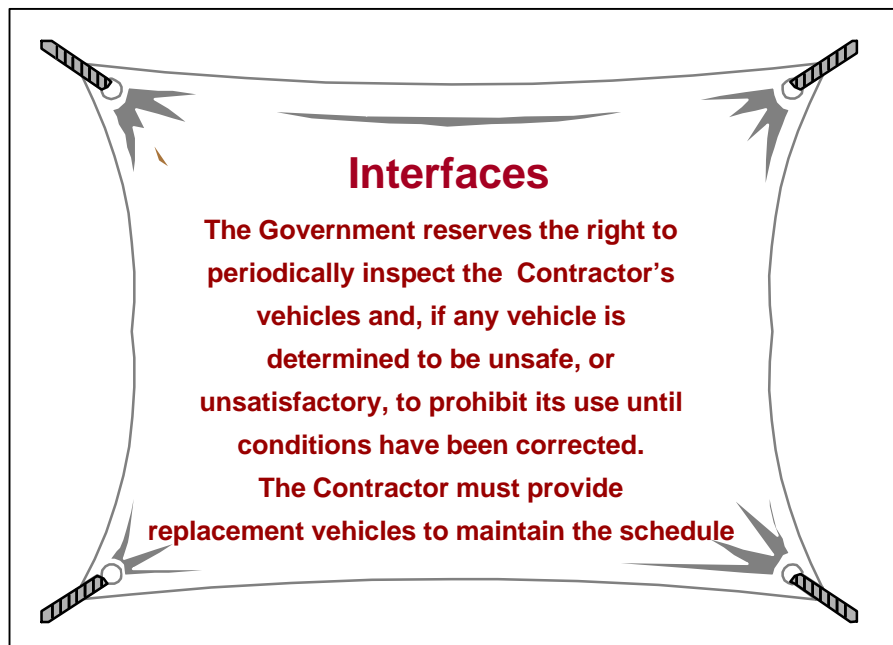 Interfaces
The Government reserves the right to
periodically inspect the  Contractor’s
vehicles and, if any vehicle is
determined to be unsafe, or
unsatisfactory, to prohibit its use until
conditions have been corrected.
The Contractor must provide
replacement vehicles to maintain the schedule